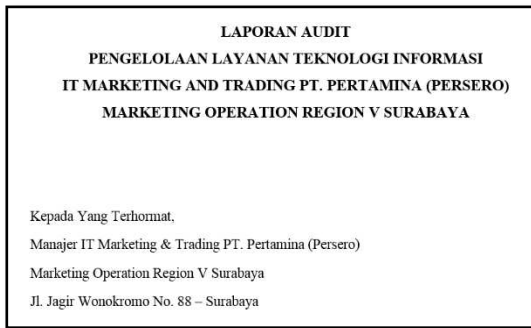 LAPORAN AUDIT
PENGELOLAAN LAYANAN TEKNOLOGI INFORMASI
IT MARKETING AND TRADING PT. PERTAMINA (PERSERO)
MARKETING OPERATION REGION V SURABAYA
Kepada Yang Terhormat,
Manajer IT Marketing & Trading PT. Pertamina (Persero)
Marketing Operation Region V Surabaya
Jl. Jagir Wonokromo No. 88 – Surabaya